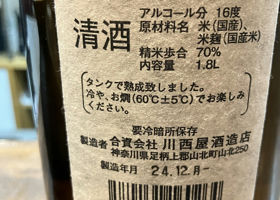 清酒
アルコール分 16度
原材料名 米(国産)、
米麹(国産米)
精米歩合 70%
内容量 1.8L
タンクで熟成致しました。
冷や、お燗(60℃±5℃)でお楽しみ
ください。
要冷暗所保存
製造者 合資会社 川西屋酒造店
神奈川県足柄上郡山北町山北250
製造年月 24.12月-